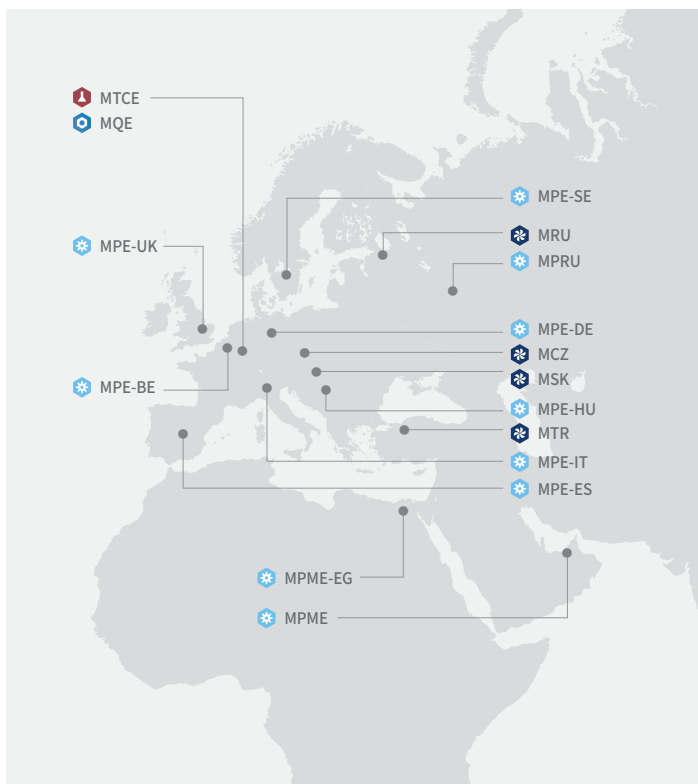 MTCE
MQE
MPE-SE
MRU
MPE-UK
MPRU
MPE-DE
MCZ
MSK
MPE-BE
MPE-HU
MTR
MPE-IT
MPE-ES
MPME-EG
MPME